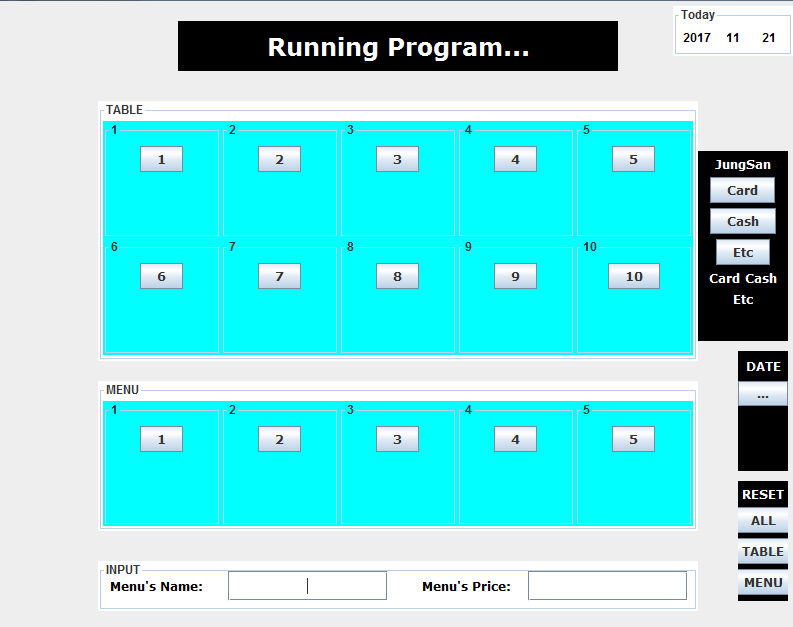 Running Program...
Today
2017 11 21
TABLE
1 2 3 4 5
1 2 3 4 5
6 7 8 9 10
6 7 8 9 10
JungSan
Card
Cash
Etc
Card Cash
Etc
DATE
...
MENU
1 2 3 4 5
1 2 3 4 5
RESET
ALL
TABLE
MENU
INPUT
Menu's Name: Menu's Price: